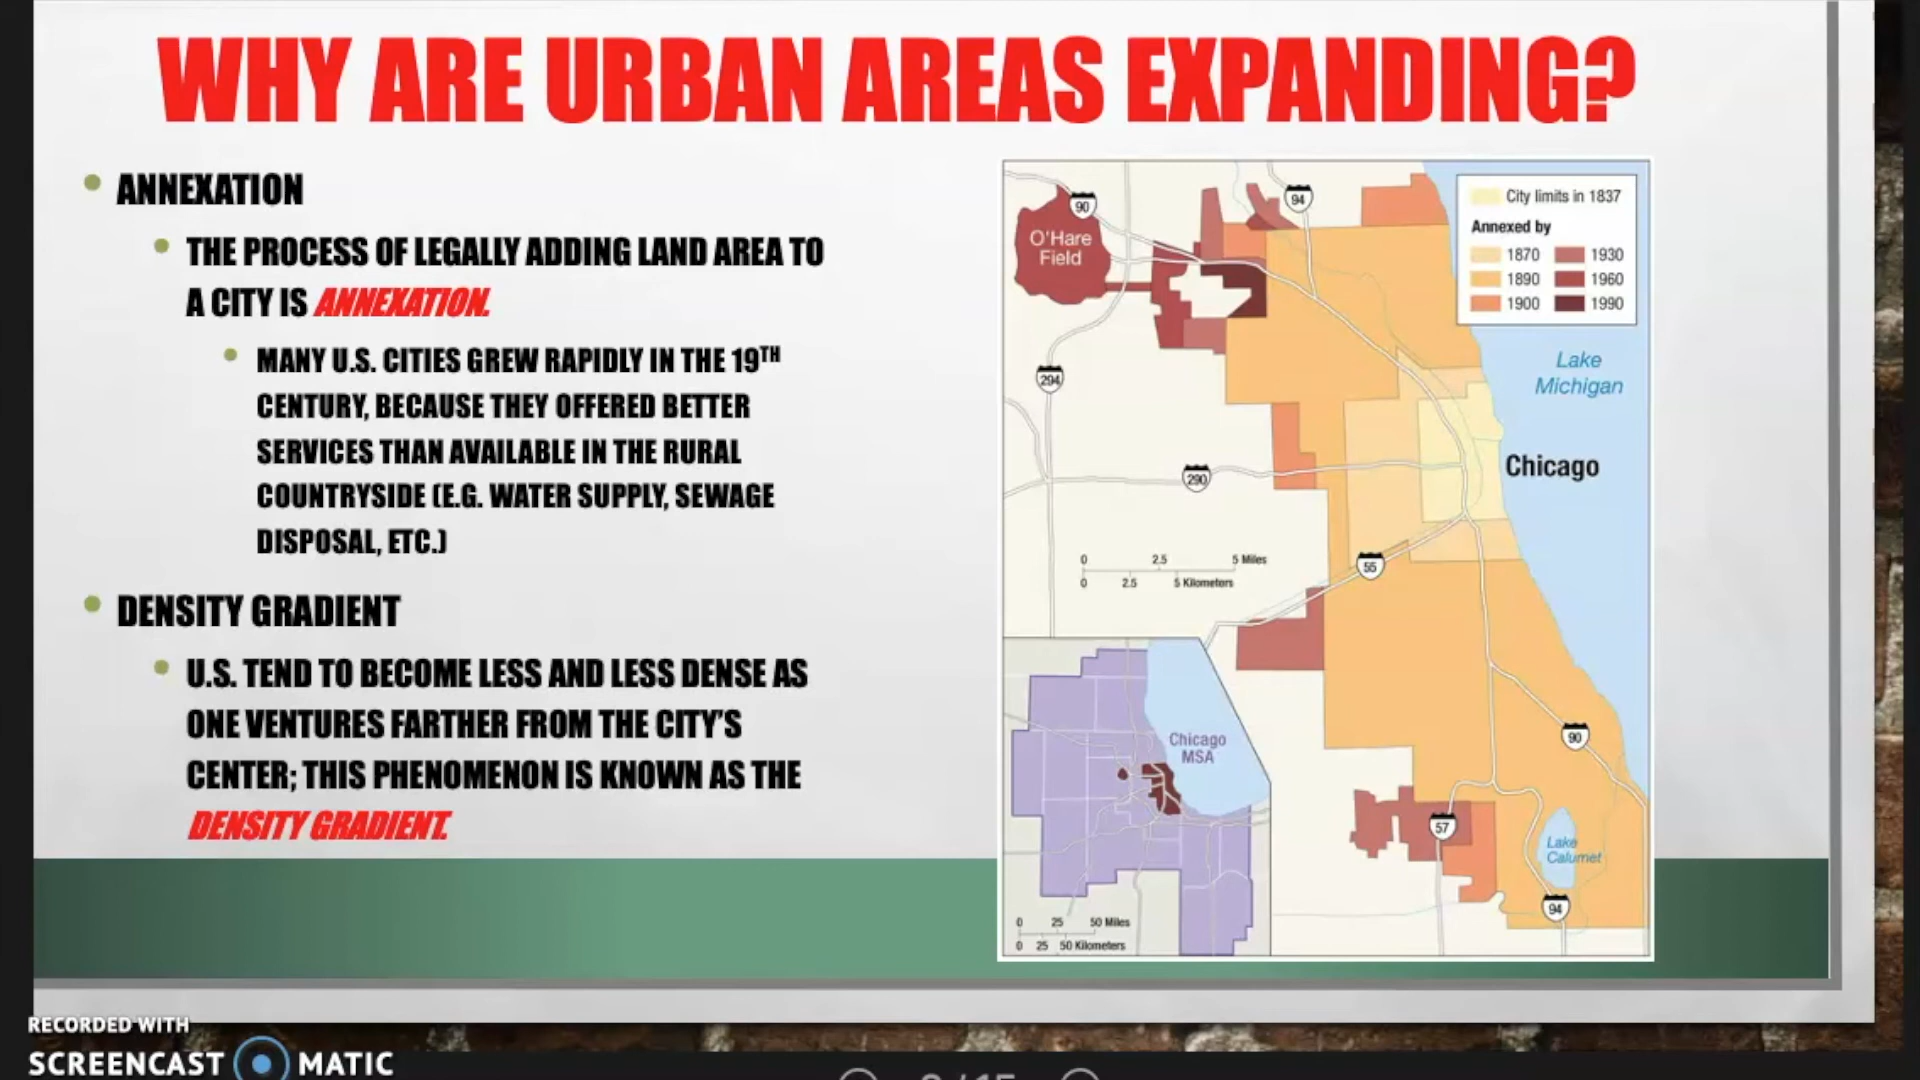 WHY ARE URBAN AREAS EXPANDING?
ANNEXATION
THE PROCESS OF LEGALLY ADDING LAND AREA TO
A CITY IS ANNEXATION.
MANY U.S. CITIES GREW RAPIDLY IN THE 19TH
CENTURY, BECAUSE THEY OFFERED BETTER
SERVICES THAN AVAILABLE IN THE RURAL
COUNTRYSIDE (E.G. WATER SUPPLY, SEWAGE
DISPOSAL, ETC.)
DENSITY GRADIENT
U.S. TEND TO BECOME LESS AND LESS DENSE AS
ONE VENTURES FARTHER FROM THE CITY'S
CENTER; THIS PHENOMENON IS KNOWN AS THE
DENSITY GRADIENT.
90
94
O'Hare
Field
City limits in 1837
Annexed by
1870 1930
1890 1960
1900 1990
Lake
Michigan
294
Chicago
290
0 2.5 5 Miles
0 2.5 5 Kilometers
55
90
Chicago
MSA
57
Lake
Calumet
94
0 25 50 Miles
0 25 50 Kilometers
RECORDED WITH
SCREENCAST MATIC